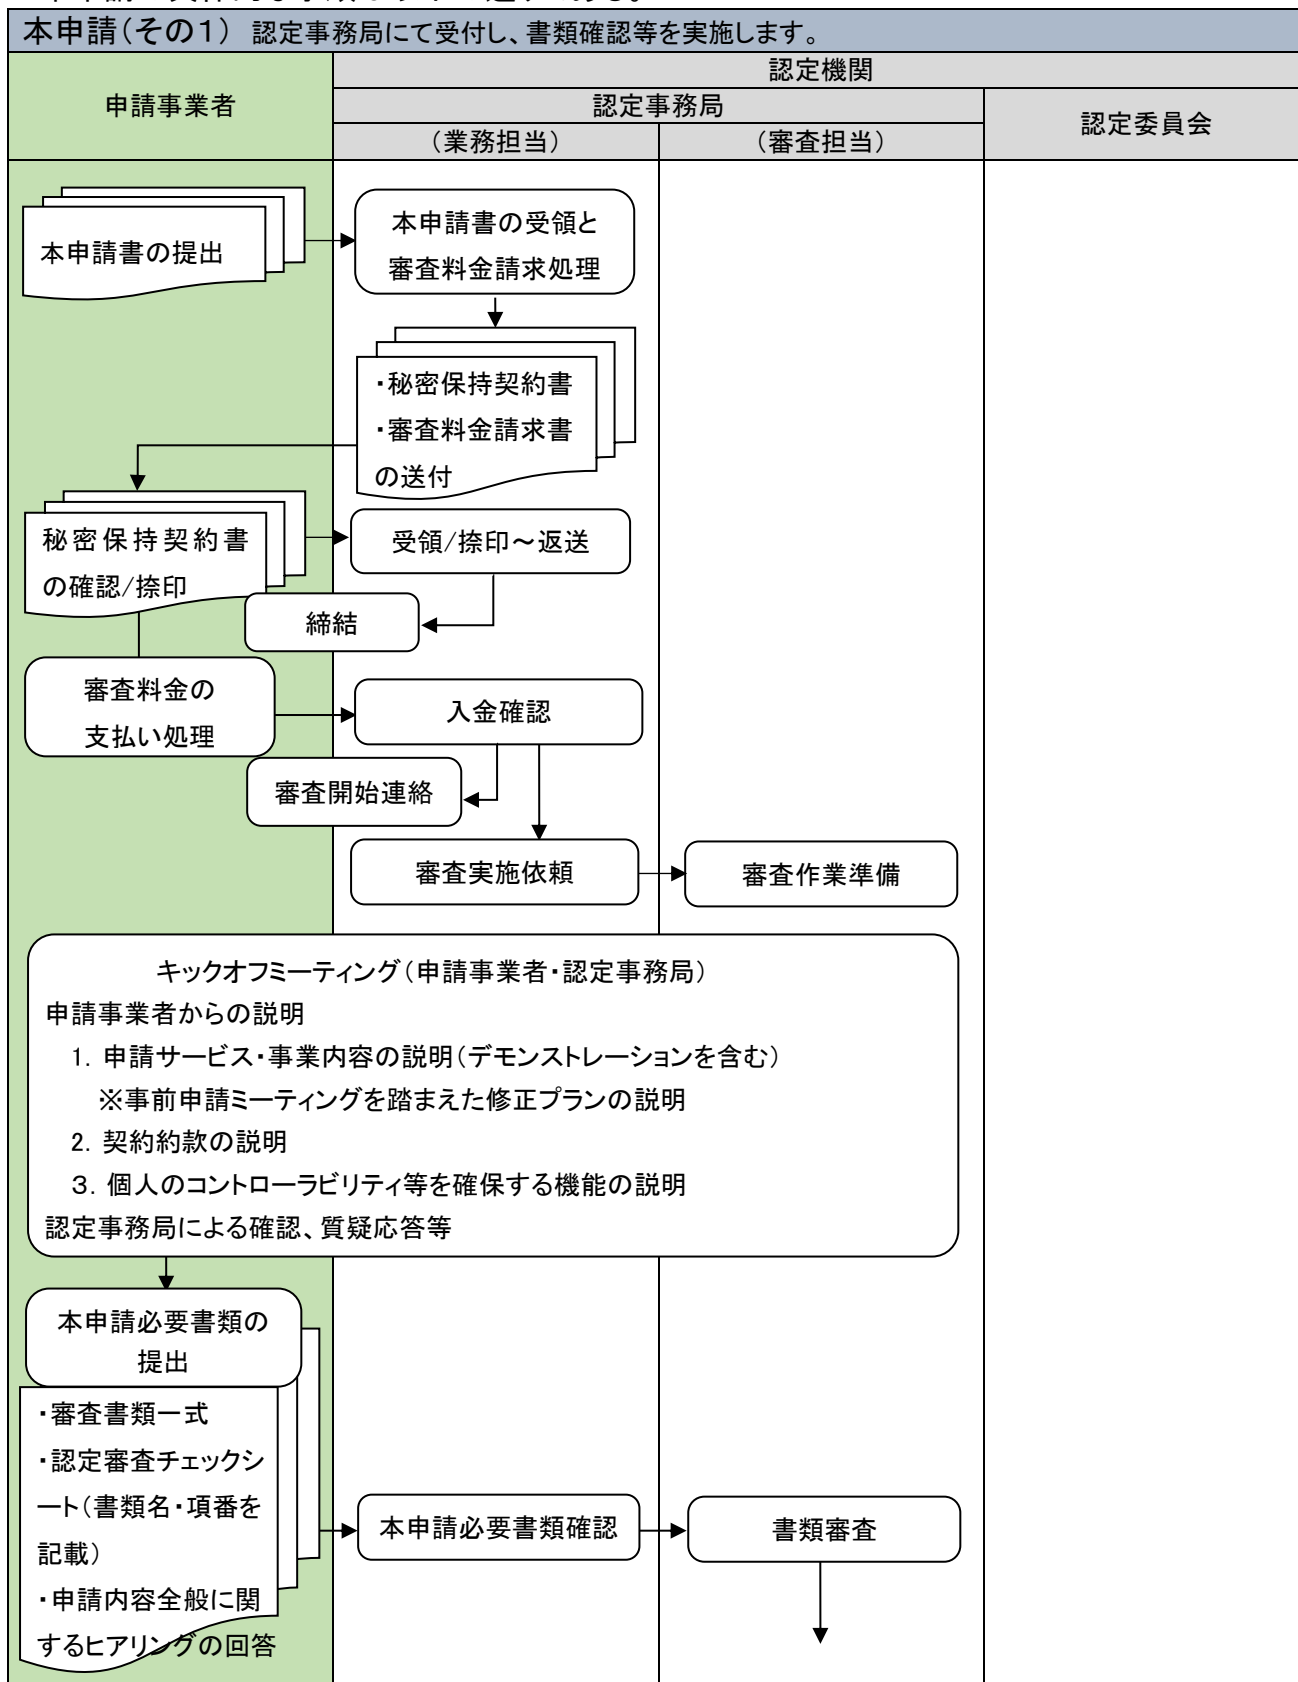 本申請（その１） 認定事務局にて受付し、書類確認等を実施します。
申請事業者
認定機関
認定事務局
認定委員会
（業務担当）
（審査担当）
本申請書の提出
本申請書の受領と
審査料金請求処理
・秘密保持契約書
・審査料金請求書
の送付
秘密保持契約書
の確認/捺印
受領/捺印～返送
締結
審査料金の
支払い処理
入金確認
審査開始連絡
審査実施依頼
審査作業準備
キックオフミーティング（申請事業者・認定事務局）
申請事業者からの説明
1．申請サービス・事業内容の説明（デモンストレーションを含む）
※事前申請ミーティングを踏まえた修正プランの説明
2．契約約款の説明
３．個人のコントローラビリティ等を確保する機能の説明
認定事務局による確認、質疑応答等
本申請必要書類の
提出
・審査書類一式
・認定審査チェックシ
ート（書類名・項番を
記載）
・申請内容全般に関
するヒアリングの回答
本申請必要書類確認
書類審査